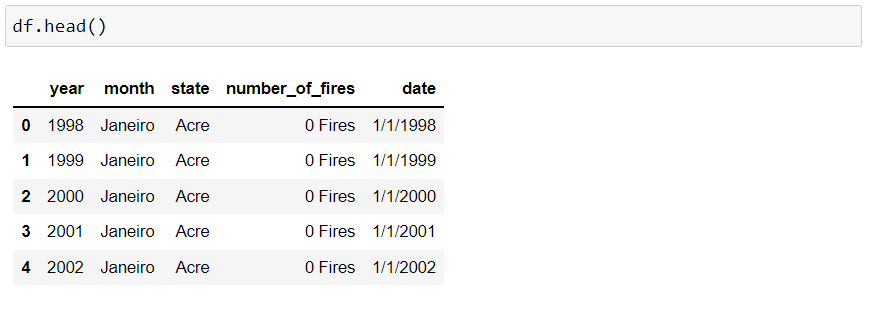 df.head()
year month state number_of_fires date
0 1998 Janeiro Acre 0 Fires 1/1/1998
1 1999 Janeiro Acre 0 Fires 1/1/1999
2 2000 Janeiro Acre 0 Fires 1/1/2000
3 2001 Janeiro Acre 0 Fires 1/1/2001
4 2002 Janeiro Acre 0 Fires 1/1/2002